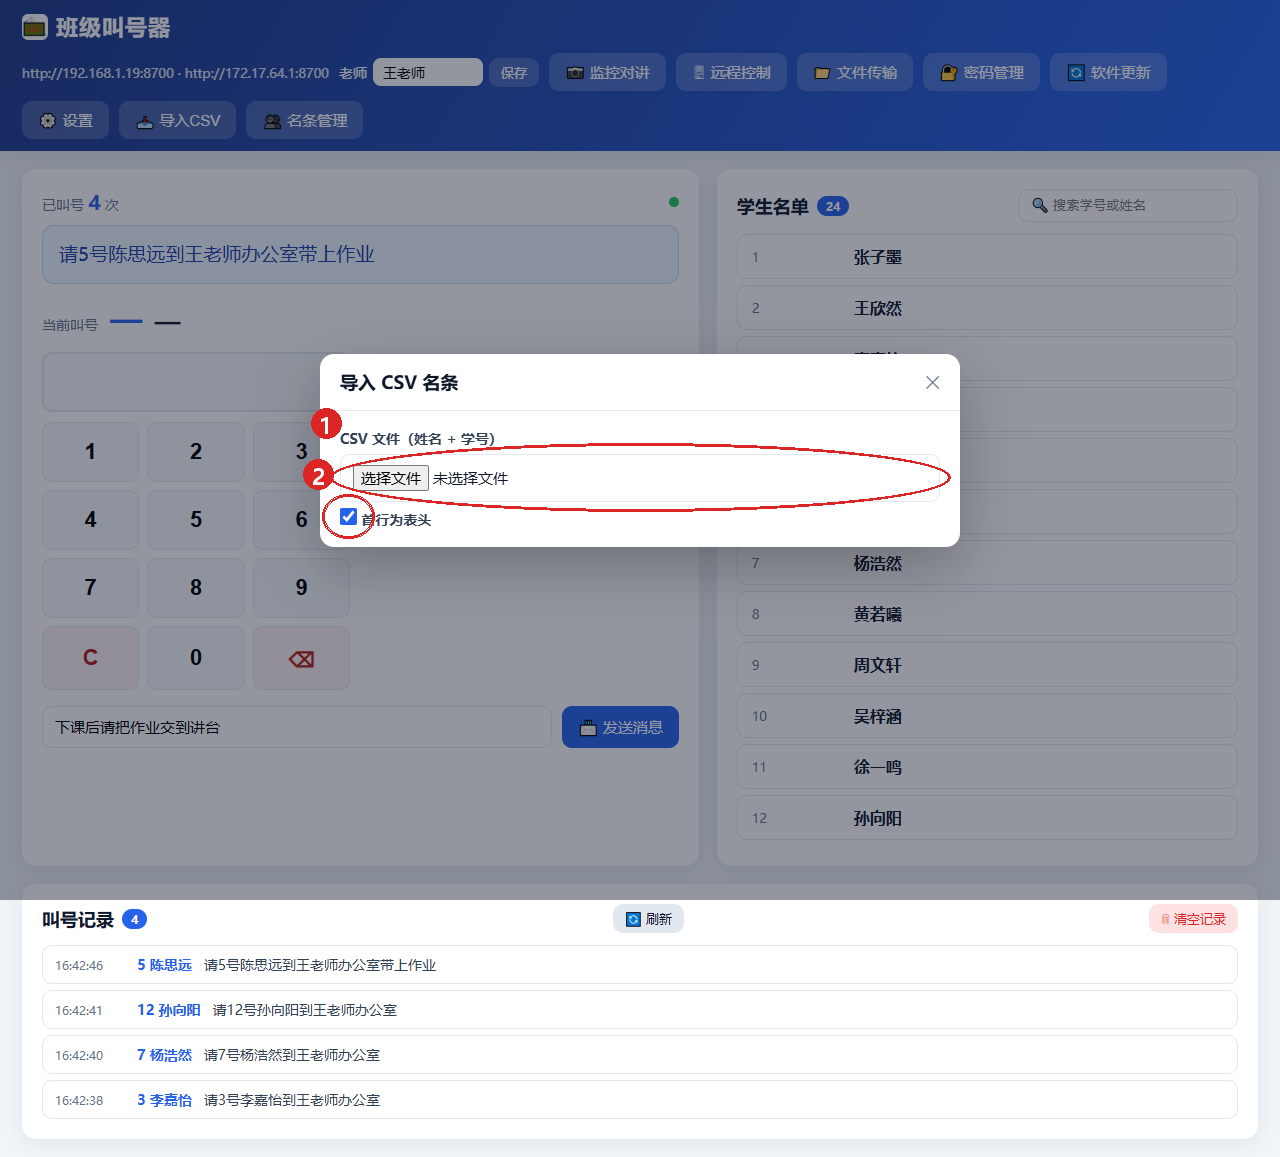 班级叫号器
http://192.168.1.19:8700 · http://172.17.64.1:8700 老师 王老师 保存 监控对讲 远程控制 文件传输 密码管理 软件更新
设置 导入CSV 名条管理
已叫号 4 次
请5号陈思远到王老师办公室带上作业
当前叫号 — —
1 2 3
4 5 6
7 8 9
C 0 ⌫
下课后请把作业交到讲台 发送消息
学生名单 24 搜索学号或姓名
1 张子墨
2 王欣然
7 杨浩然
8 黄若曦
9 周文轩
10 吴梓涵
11 徐一鸣
12 孙向阳
导入 CSV 名条
1
CSV 文件（姓名 + 学号）
2 选择文件 未选择文件
首行为表头
叫号记录 4 刷新 清空记录
16:42:46 5 陈思远 请5号陈思远到王老师办公室带上作业
16:42:41 12 孙向阳 请12号孙向阳到王老师办公室
16:42:40 7 杨浩然 请7号杨浩然到王老师办公室
16:42:38 3 李嘉怡 请3号李嘉怡到王老师办公室